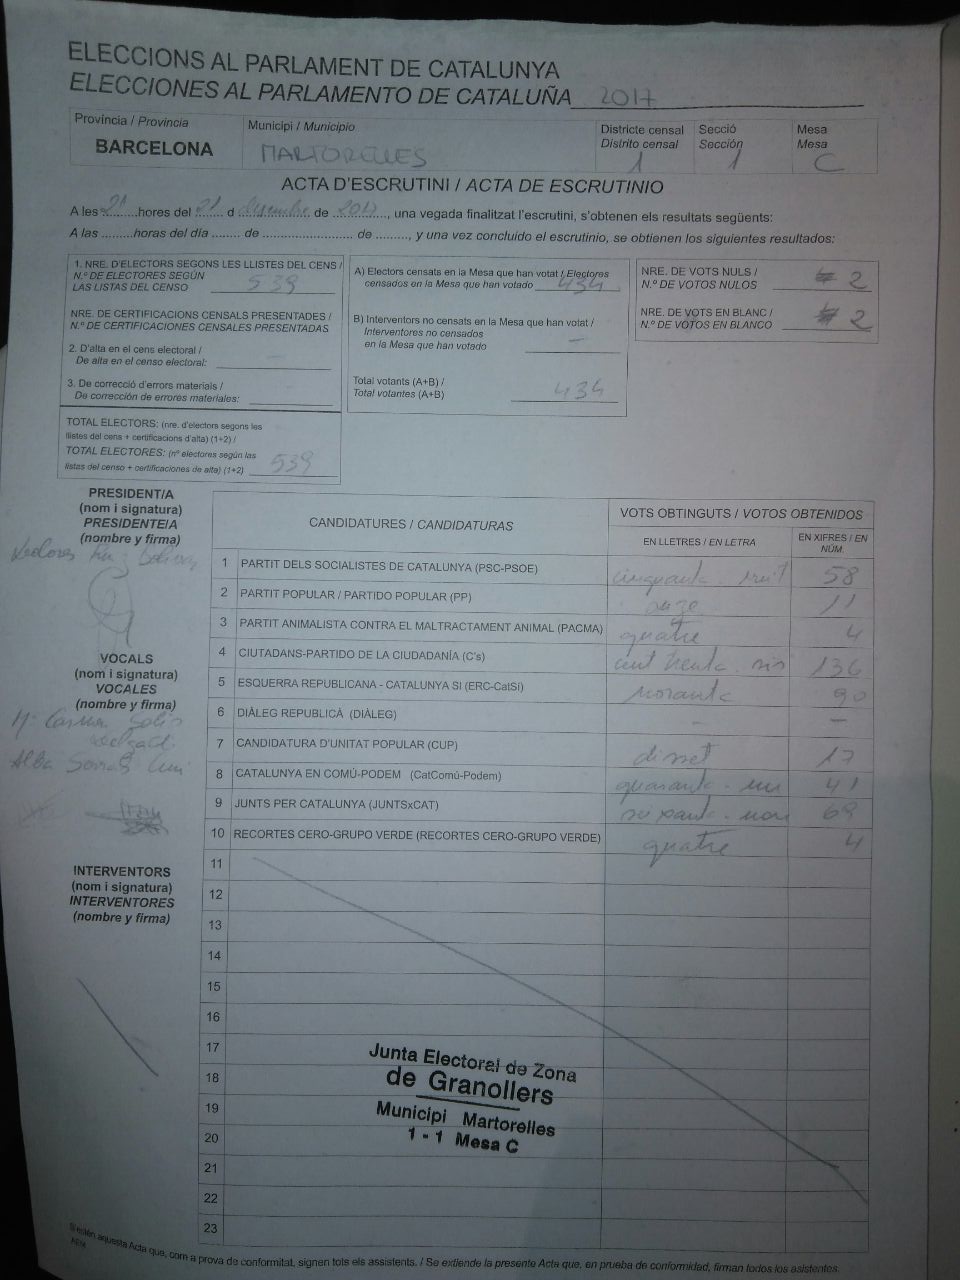 ELECCIONS AL PARLAMENT DE CATALUNYA
ELECCIONES AL PARLAMENTO DE CATALUÑA 2017
Província / Provincia
BARCELONA
Municipi / Municipio
MARTORELLES
Districte censal
Distrito censal
1
Secció
Sección
1
Mesa
Mesa
C
ACTA D'ESCRUTINI / ACTA DE ESCRUTINIO
A les 21 hores del 21 d desembre de 2017, una vegada finalitzat l'escrutini, s'obtenen els resultats següents:
A las .........horas del día ........ de .......................... de .........., y una vez concluido el escrutinio, se obtienen los siguientes resultados:
1. NRE. D'ELECTORS SEGONS LES LLISTES DEL CENS /
N.º DE ELECTORES SEGÚN
LAS LISTAS DEL CENSO 539
NRE. DE CERTIFICACIONS CENSALS PRESENTADES /
N.º DE CERTIFICACIONES CENSALES PRESENTADAS
2. D'alta en el cens electoral /
De alta en el censo electoral: -
3. De correcció d'errors materials /
De corrección de errores materiales:
TOTAL ELECTORS: (nre. d'electors segons les
llistes del cens + certificacions d'alta) (1+2) /
TOTAL ELECTORES: (nº electores según las
listas del censo + certificaciones de alta) (1+2) 539
A) Electors censats en la Mesa que han votat / Electores
censados en la Mesa que han votado 434
B) Interventors no censats en la Mesa que han votat /
Interventores no censados
en la Mesa que han votado -
Total votants (A+B) /
Total votantes (A+B) 434
NRE. DE VOTS NULS /
N.º DE VOTOS NULOS 2
NRE. DE VOTS EN BLANC /
N.º DE VOTOS EN BLANCO 2
PRESIDENT/A
(nom i signatura)
PRESIDENTE/A
(nombre y firma)
VOCALS
(nom i signatura)
VOCALES
(nombre y firma)
Mª Carmen Solis
Alba
INTERVENTORS
(nom i signatura)
INTERVENTORES
(nombre y firma)
CANDIDATURES / CANDIDATURAS
VOTS OBTINGUTS / VOTOS OBTENIDOS
EN LLETRES / EN LETRA
EN XIFRES / EN NÚM.
1 PARTIT DELS SOCIALISTES DE CATALUNYA (PSC-PSOE) cinquanta-vuit 58
2 PARTIT POPULAR / PARTIDO POPULAR (PP) onze 11
3 PARTIT ANIMALISTA CONTRA EL MALTRACTAMENT ANIMAL (PACMA) quatre 4
4 CIUTADANS-PARTIDO DE LA CIUDADANÍA (C's) cent trenta-sis 136
5 ESQUERRA REPUBLICANA - CATALUNYA SI (ERC-CatSí) noranta 90
6 DIÀLEG REPUBLICÀ (DIÀLEG) - -
7 CANDIDATURA D'UNITAT POPULAR (CUP) disset 17
8 CATALUNYA EN COMÚ-PODEM (CatComú-Podem) quaranta-un 41
9 JUNTS PER CATALUNYA (JUNTSxCAT) seixanta-nou 69
10 RECORTES CERO-GRUPO VERDE (RECORTES CERO-GRUPO VERDE) quatre 4
11
12
13
14
15
16
17
18
19
20
21
22
23
Junta Electoral de Zona
de Granollers
Municipi Martorelles
1 - 1 Mesa C
S'estén aquesta Acta que, com a prova de conformitat, signen tots els assistents. / Se extiende la presente Acta que, en prueba de conformidad, firman todos los asistentes.